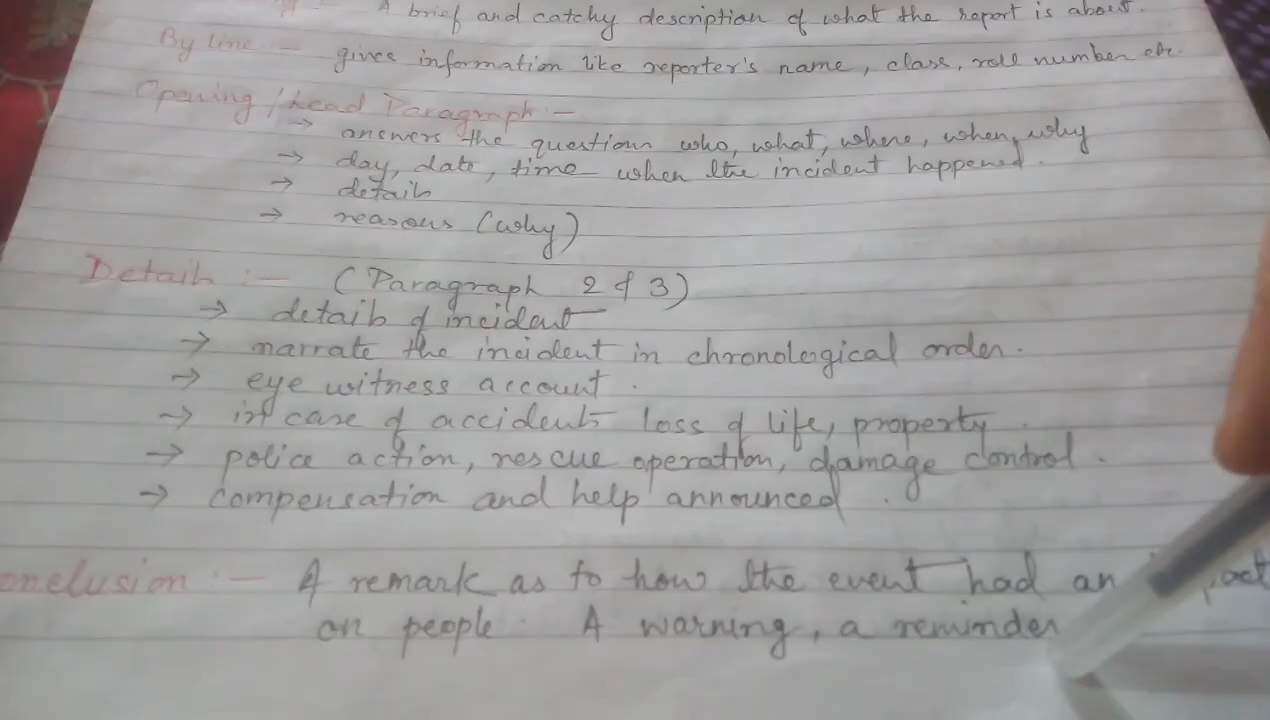 A brief and catchy description of what the report is about.
By line :- gives information like reporter's name, class, roll number etc.
Opening / Lead Paragraph :-
→ answers the question who, what, where, when, why
→ day, date, time when the incident happened.
→ details
→ reasons (why)
Details :- (Paragraph 2 & 3)
→ details of incident
→ narrate the incident in chronological order.
→ eye witness account.
→ in case of accidents loss of life, property.
→ police action, rescue operation, damage control.
→ compensation and help announced.
onclusion :- A remark as to how the event had an pact
on people. A warning, a reminder